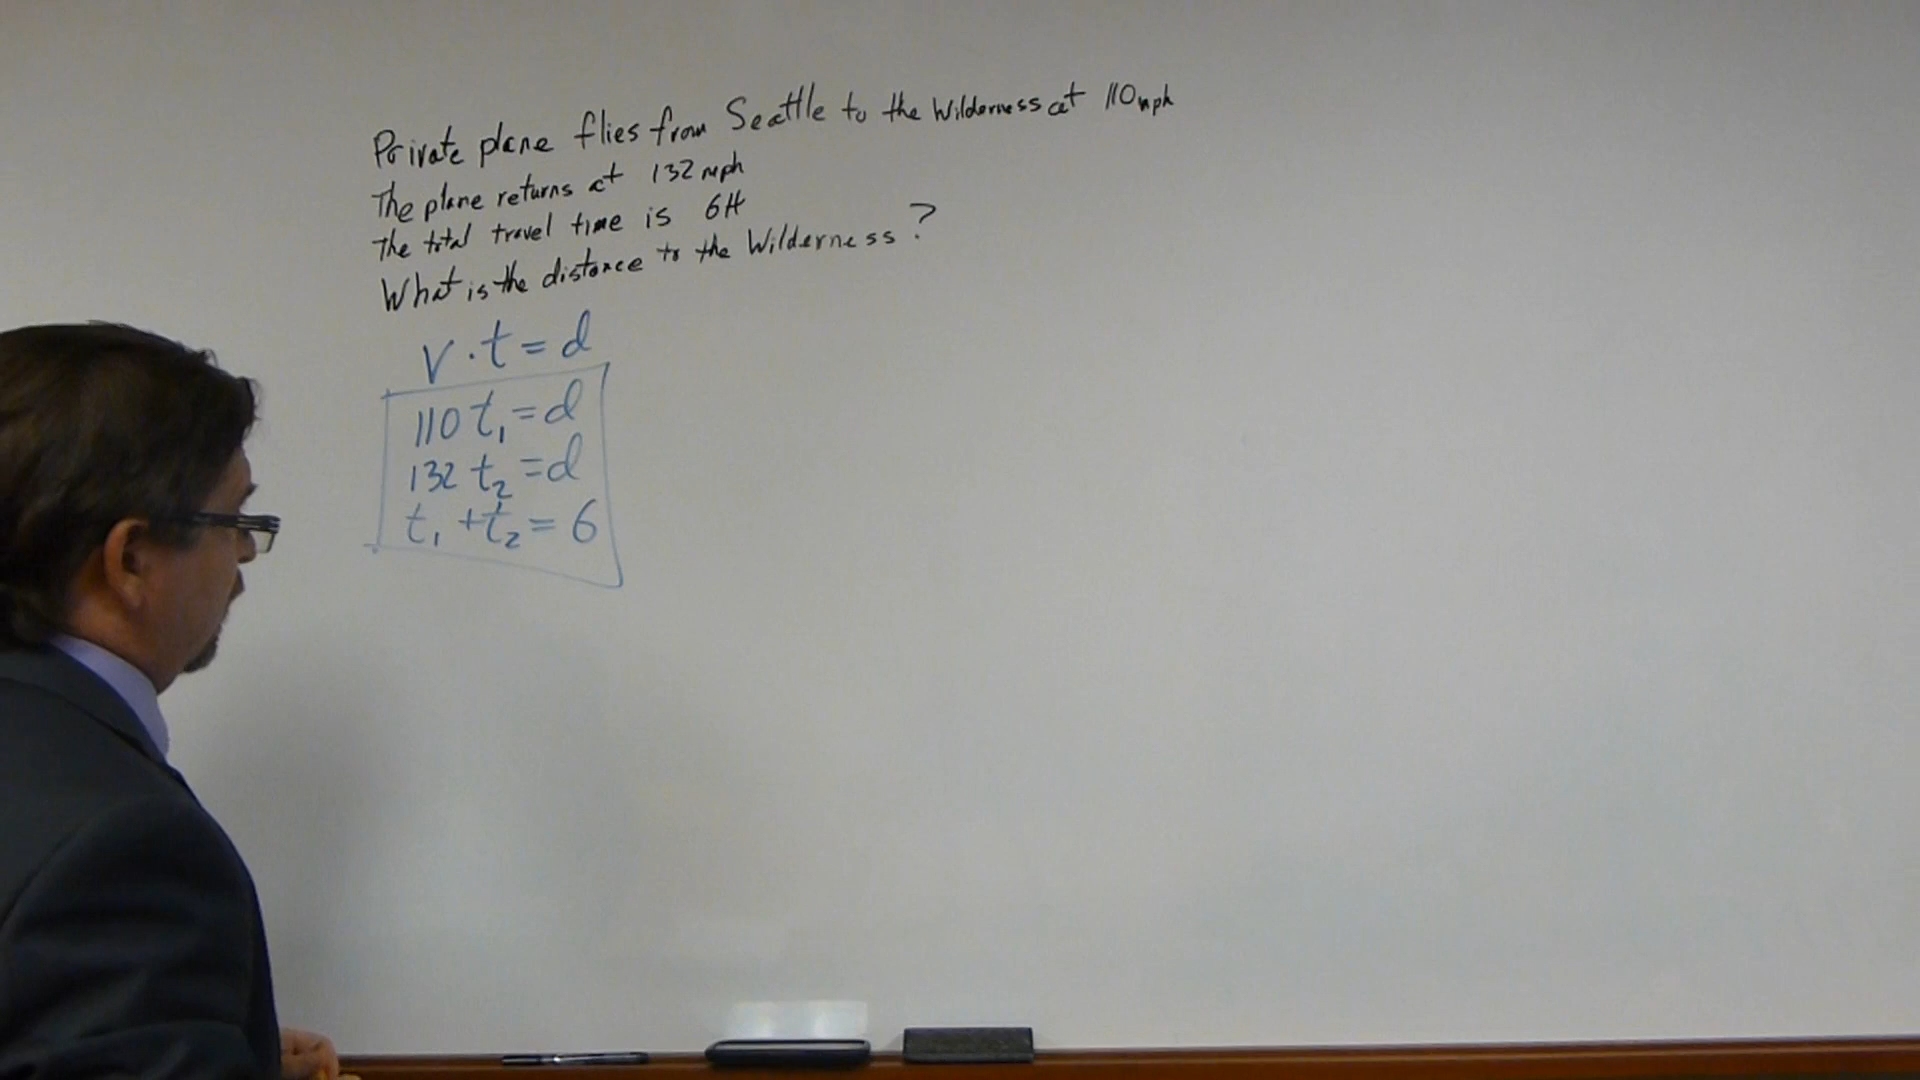 Private plane flies from Seattle to the Wilderness at 110mph
The plane returns at 132 mph
The total travel time is 6H
What is the distance to the Wilderness?
V · t = d
110 t₁ = d
132 t₂ = d
t₁ + t₂ = 6